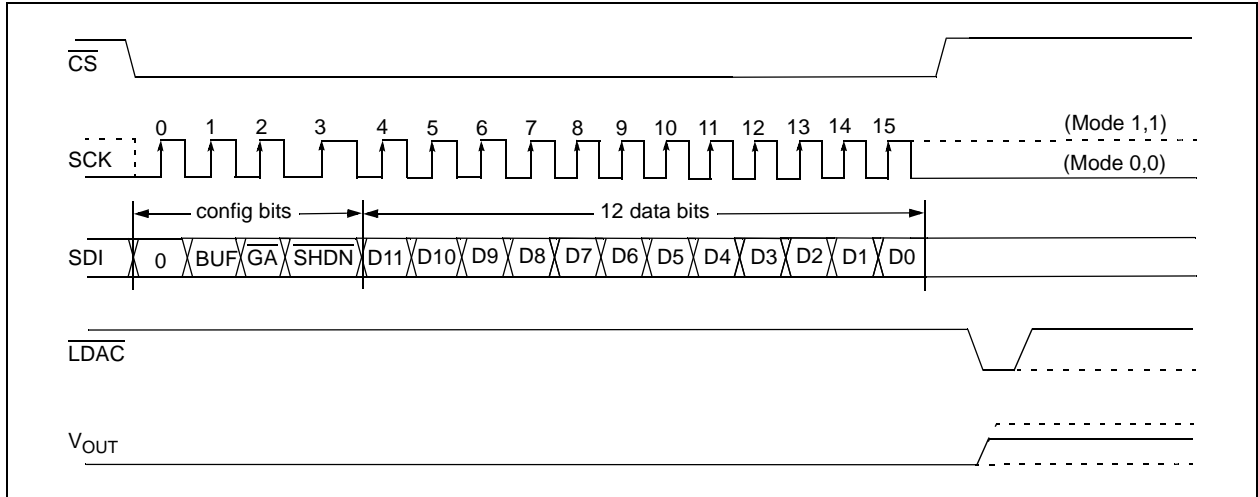 CS
SCK
0 1 2 3 4 5 6 7 8 9 10 11 12 13 14 15
(Mode 1,1)
(Mode 0,0)
config bits
12 data bits
SDI
0 BUF GA SHDN D11 D10 D9 D8 D7 D6 D5 D4 D3 D2 D1 D0
LDAC
VOUT